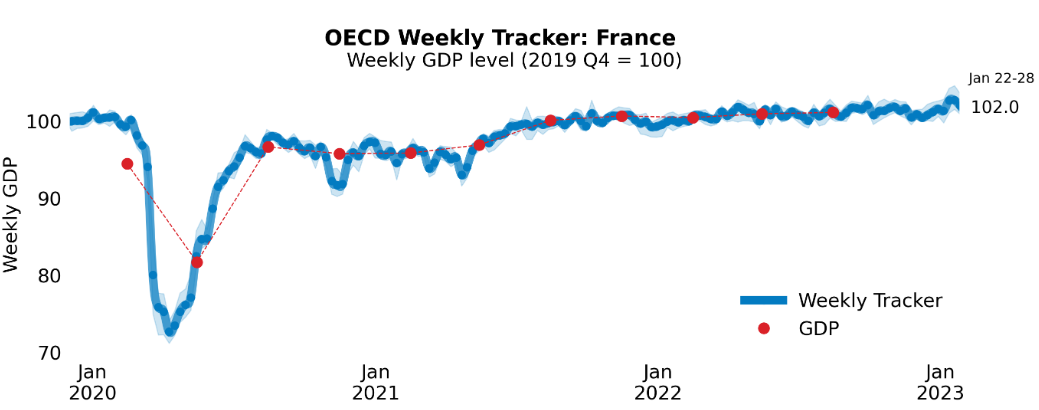 OECD Weekly Tracker: France
Weekly GDP level (2019 Q4 = 100)
Jan 22-28
102.0
Weekly GDP
100
90
80
70
Weekly Tracker
GDP
Jan
2020
Jan
2021
Jan
2022
Jan
2023